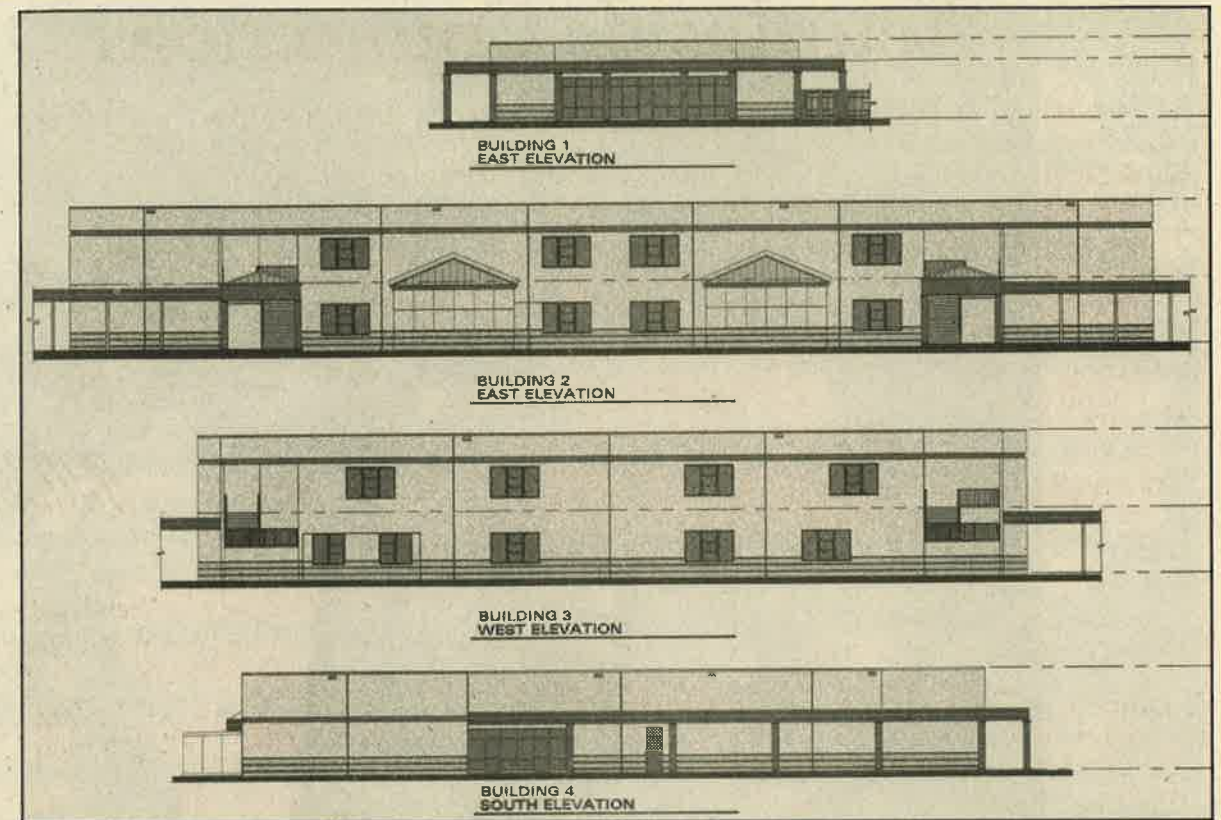 BUILDING 1
EAST ELEVATION
BUILDING 2
EAST ELEVATION
BUILDING 3
WEST ELEVATION
BUILDING 4
SOUTH ELEVATION